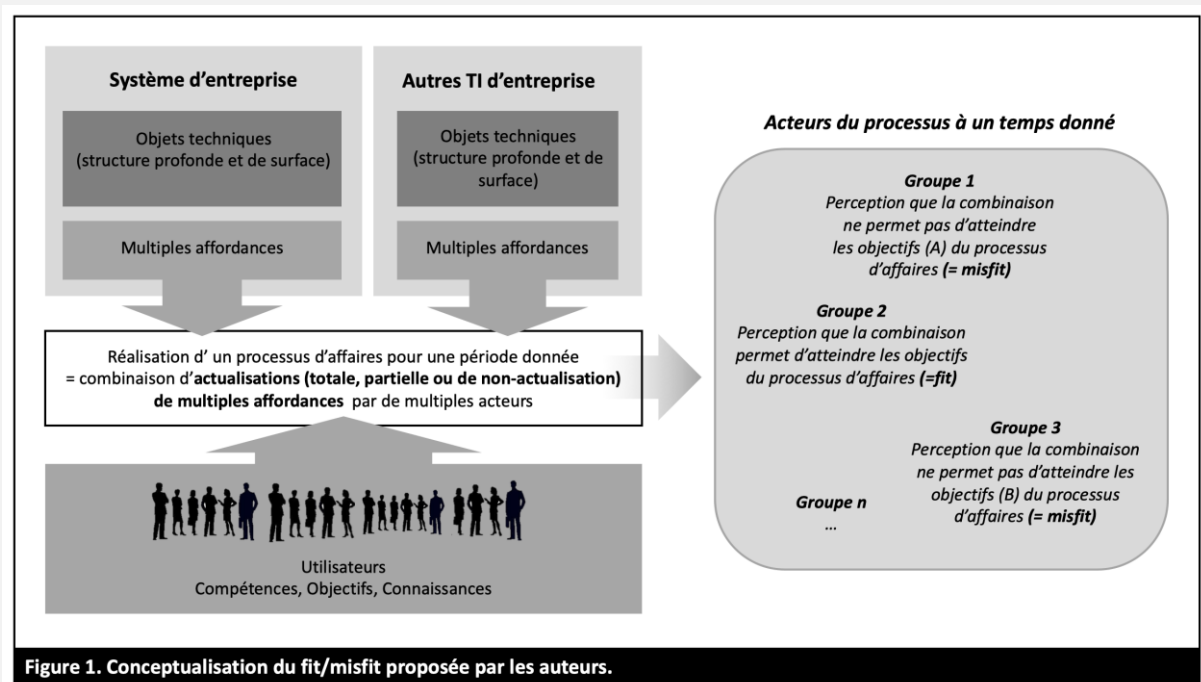 Système d'entreprise
Objets techniques
(structure profonde et de surface)
Multiples affordances
Autres TI d'entreprise
Objets techniques
(structure profonde et de
surface)
Multiples affordances
Réalisation d' un processus d'affaires pour une période donnée
= combinaison d'actualisations (totale, partielle ou de non-actualisation)
de multiples affordances par de multiples acteurs
Utilisateurs
Compétences, Objectifs, Connaissances
Acteurs du processus à un temps donné
Groupe 1
Perception que la combinaison
ne permet pas d'atteindre
les objectifs (A) du processus
d'affaires (= misfit)
Groupe 2
Perception que la combinaison
permet d'atteindre les objectifs
du processus d'affaires (=fit)
Groupe 3
Perception que la combinaison
ne permet pas d'atteindre les
objectifs (B) du processus
d'affaires (= misfit)
Groupe n
...
Figure 1. Conceptualisation du fit/misfit proposée par les auteurs.